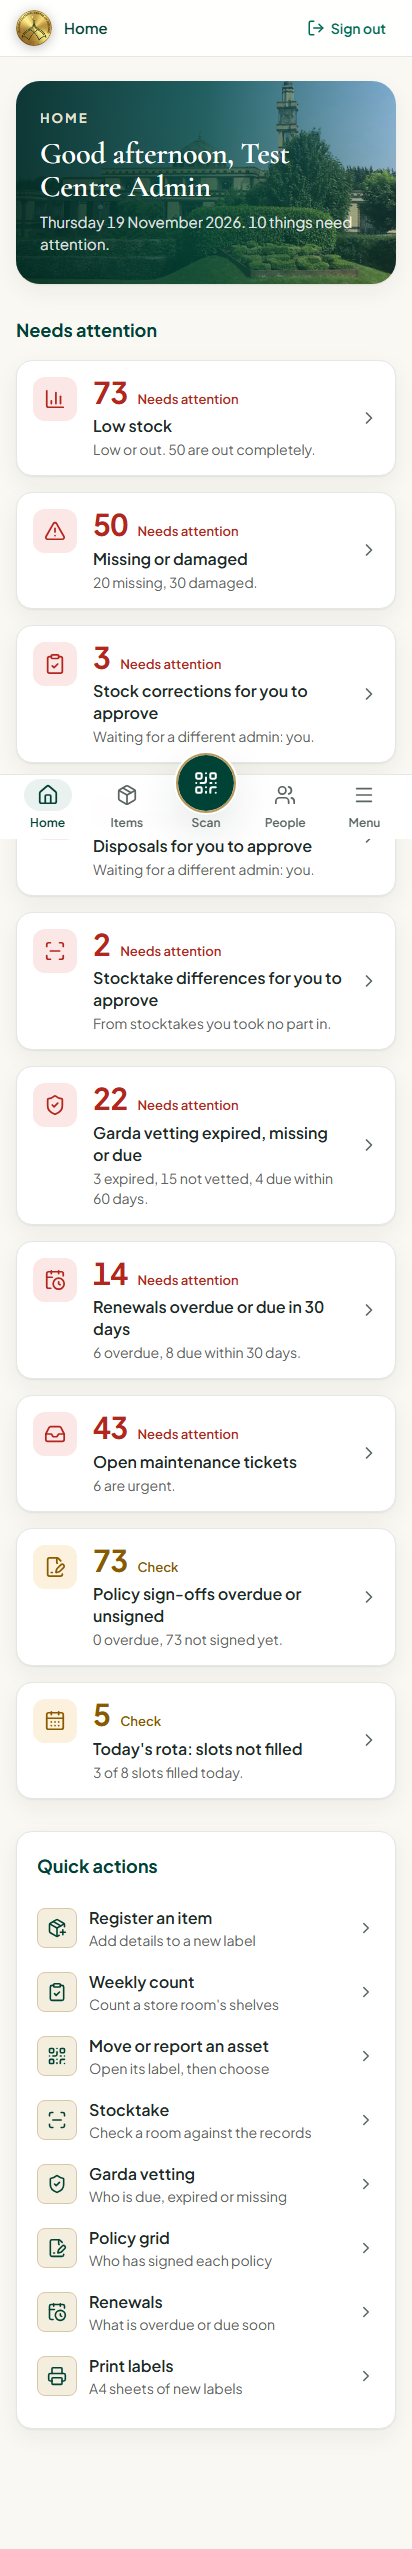 Home
Sign out
HOME
Good afternoon, Test
Centre Admin
Thursday 19 November 2026. 10 things need
attention.
Needs attention
73 Needs attention
Low stock
Low or out. 50 are out completely.
50 Needs attention
Missing or damaged
20 missing, 30 damaged.
3 Needs attention
Stock corrections for you to
approve
Waiting for a different admin: you.
Home
Items
Scan
People
Menu
Disposals for you to approve
Waiting for a different admin: you.
2 Needs attention
Stocktake differences for you to
approve
From stocktakes you took no part in.
22 Needs attention
Garda vetting expired, missing
or due
3 expired, 15 not vetted, 4 due within
60 days.
14 Needs attention
Renewals overdue or due in 30
days
6 overdue, 8 due within 30 days.
43 Needs attention
Open maintenance tickets
6 are urgent.
73 Check
Policy sign-offs overdue or
unsigned
0 overdue, 73 not signed yet.
5 Check
Today's rota: slots not filled
3 of 8 slots filled today.
Quick actions
Register an item
Add details to a new label
Weekly count
Count a store room's shelves
Move or report an asset
Open its label, then choose
Stocktake
Check a room against the records
Garda vetting
Who is due, expired or missing
Policy grid
Who has signed each policy
Renewals
What is overdue or due soon
Print labels
A4 sheets of new labels